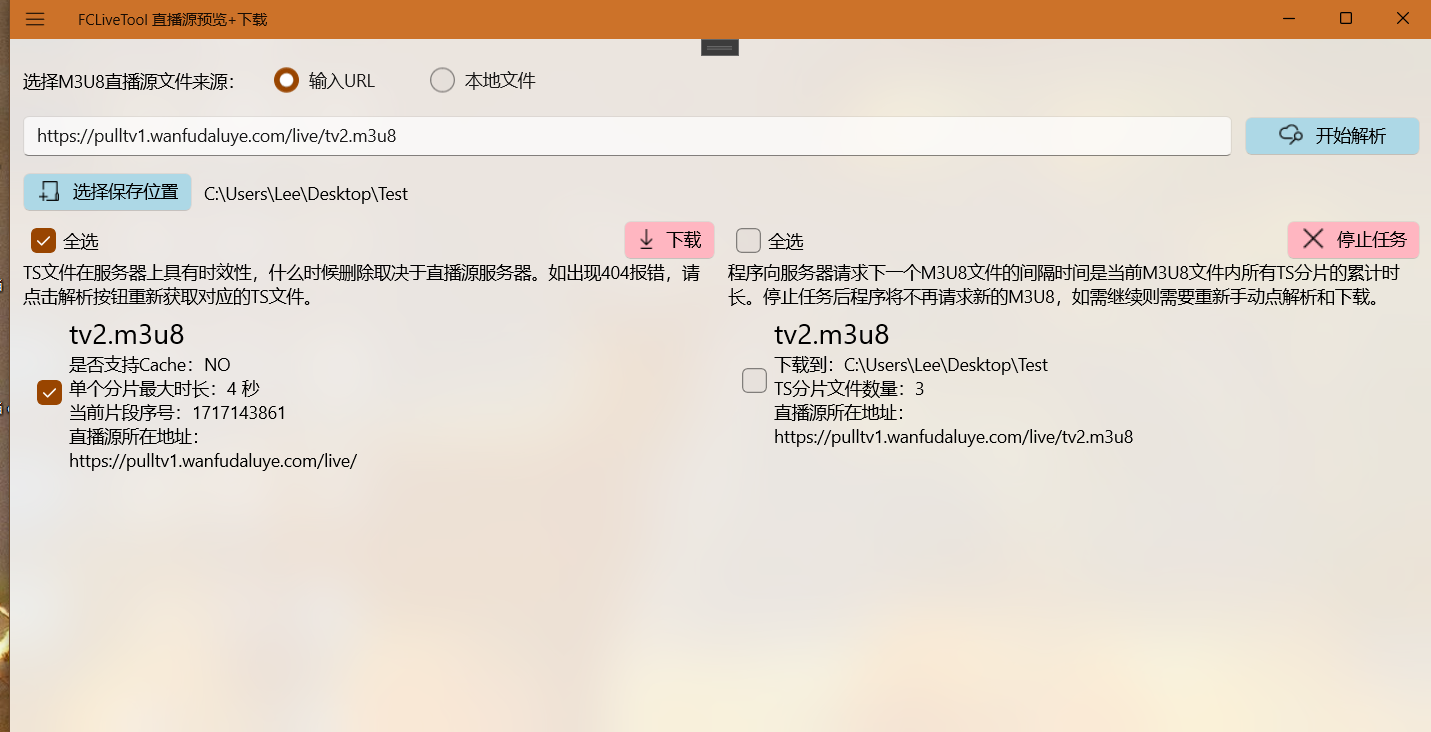 FCLiveTool 直播源预览+下载
选择M3U8直播源文件来源：
输入URL
本地文件
https://pulltv1.wanfudaluye.com/live/tv2.m3u8
开始解析
选择保存位置
C:\Users\Lee\Desktop\Test
全选
下载
TS文件在服务器上具有时效性，什么时候删除取决于直播源服务器。如出现404报错，请
点击解析按钮重新获取对应的TS文件。
tv2.m3u8
是否支持Cache：NO
单个分片最大时长：4 秒
当前片段序号：1717143861
直播源所在地址：
https://pulltv1.wanfudaluye.com/live/
全选
停止任务
程序向服务器请求下一个M3U8文件的间隔时间是当前M3U8文件内所有TS分片的累计时
长。停止任务后程序将不再请求新的M3U8，如需继续则需要重新手动点解析和下载。
tv2.m3u8
下载到：C:\Users\Lee\Desktop\Test
TS分片文件数量：3
直播源所在地址：
https://pulltv1.wanfudaluye.com/live/tv2.m3u8